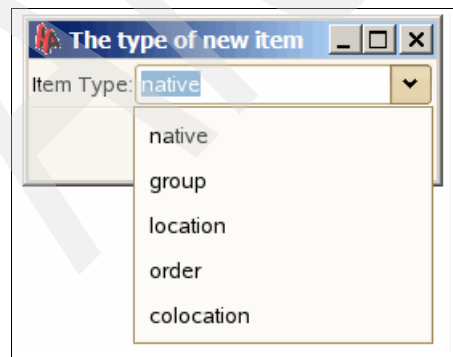 The type of new item
Item Type: native
native
group
location
order
colocation